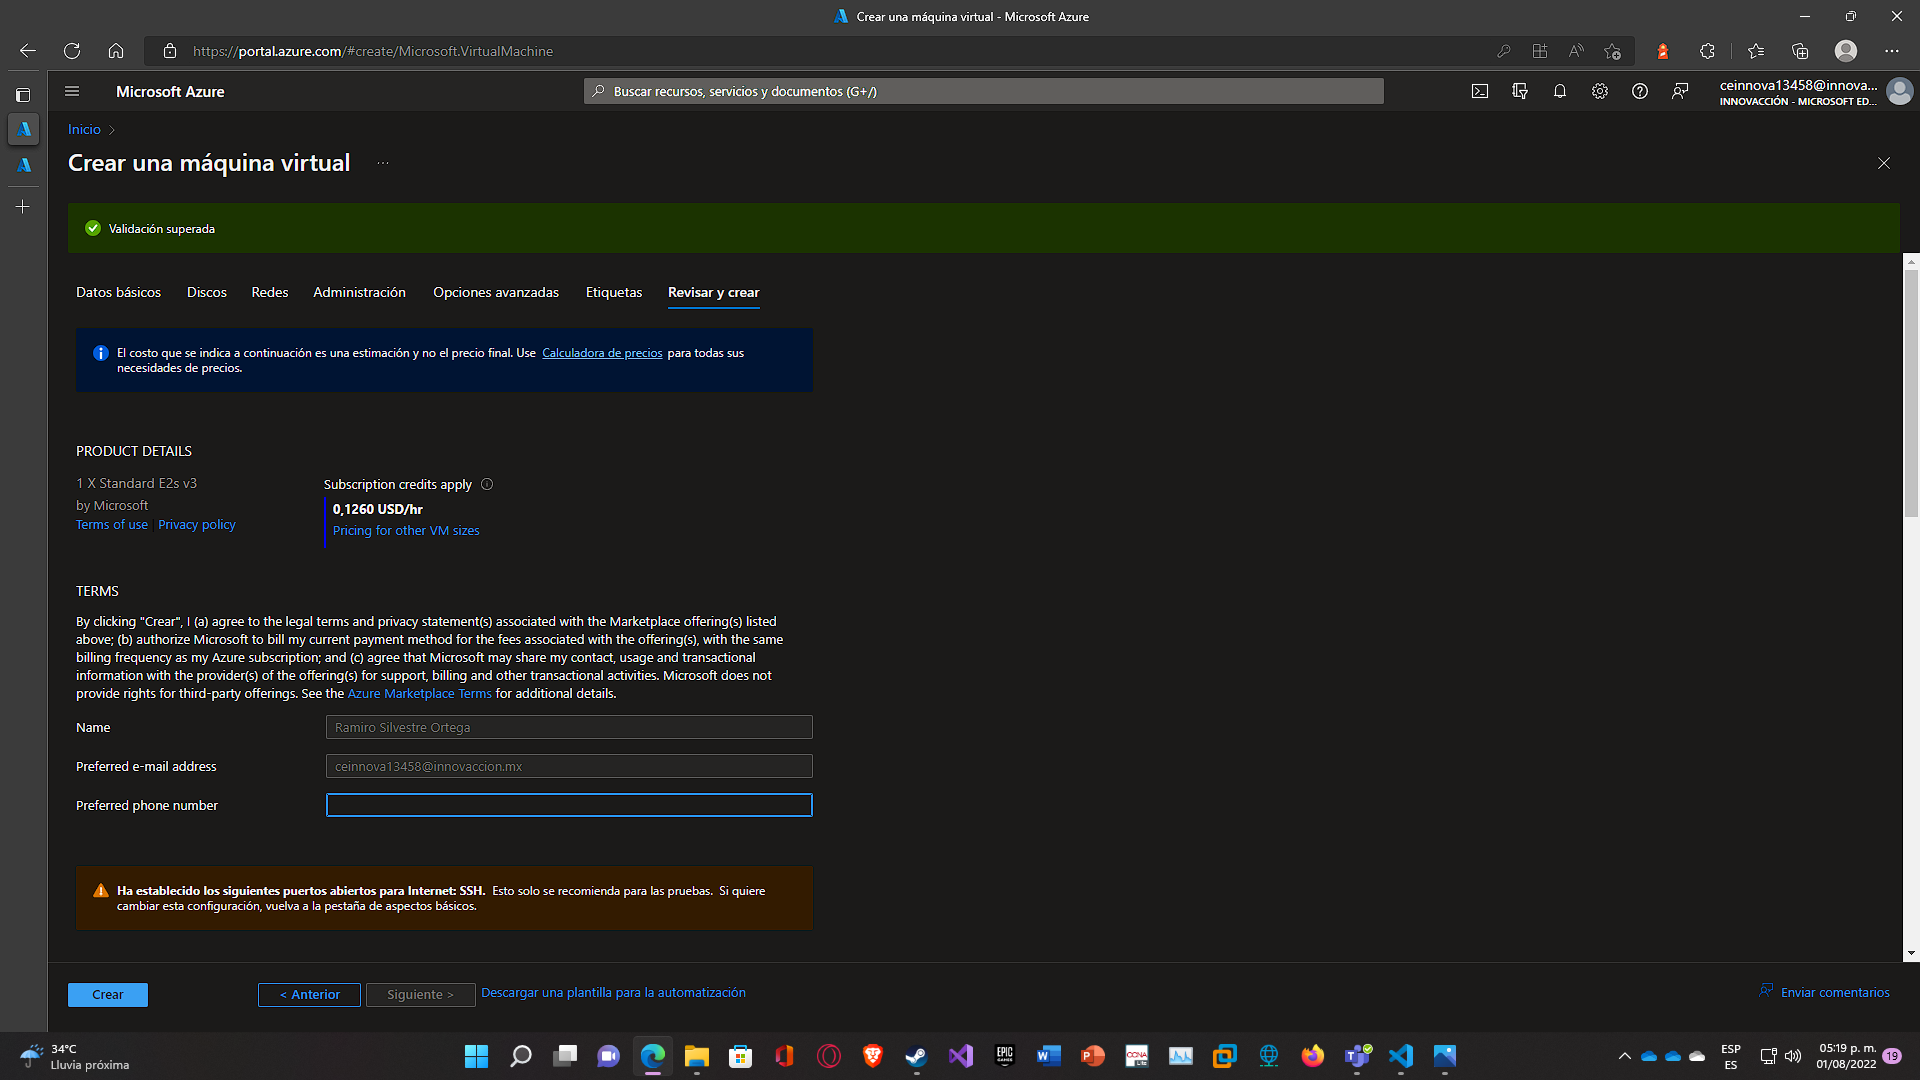 Crear una máquina virtual - Microsoft Azure
https://portal.azure.com/#create/Microsoft.VirtualMachine
Microsoft Azure
Buscar recursos, servicios y documentos (G+/)
ceinnova13458@innova...
INNOVACCIÓN - MICROSOFT ED...
Inicio
Crear una máquina virtual
Validación superada
Datos básicos Discos Redes Administración Opciones avanzadas Etiquetas Revisar y crear
El costo que se indica a continuación es una estimación y no el precio final. Use Calculadora de precios para todas sus
necesidades de precios.
PRODUCT DETAILS
1 X Standard E2s v3
by Microsoft
Terms of use | Privacy policy
Subscription credits apply
0,1260 USD/hr
Pricing for other VM sizes
TERMS
By clicking "Crear", I (a) agree to the legal terms and privacy statement(s) associated with the Marketplace offering(s) listed
above; (b) authorize Microsoft to bill my current payment method for the fees associated with the offering(s), with the same
billing frequency as my Azure subscription; and (c) agree that Microsoft may share my contact, usage and transactional
information with the provider(s) of the offering(s) for support, billing and other transactional activities. Microsoft does not
provide rights for third-party offerings. See the Azure Marketplace Terms for additional details.
Name
Ramiro Silvestre Ortega
Preferred e-mail address
ceinnova13458@innovaccion.mx
Preferred phone number
Ha establecido los siguientes puertos abiertos para Internet: SSH. Esto solo se recomienda para las pruebas. Si quiere
cambiar esta configuración, vuelva a la pestaña de aspectos básicos.
Crear
< Anterior
Siguiente >
Descargar una plantilla para la automatización
Enviar comentarios
34°C
Lluvia próxima
EPIC
GAMES
CCNA
Lite
ESP
ES
05:19 p. m.
01/08/2022
19